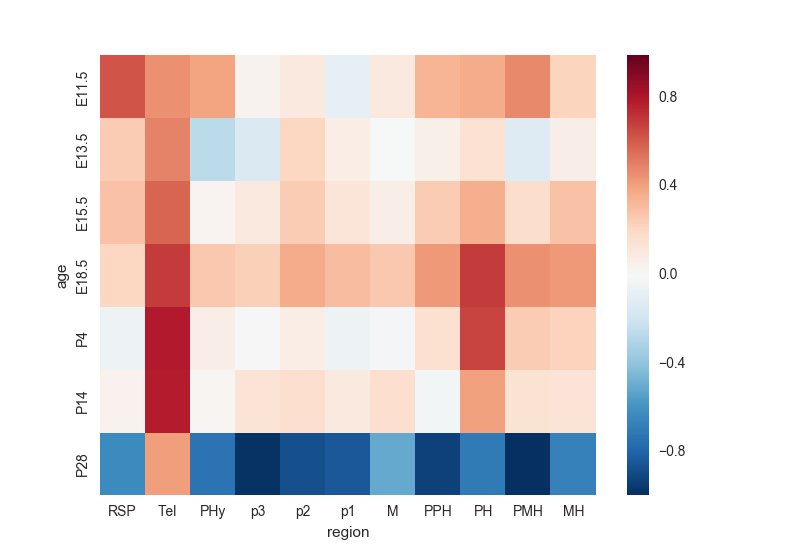 age
E11.5
E13.5
E15.5
E18.5
P4
P14
P28
RSP Tel PHy p3 p2 p1 M PPH PH PMH MH
region
0.8
0.4
0.0
−0.4
−0.8